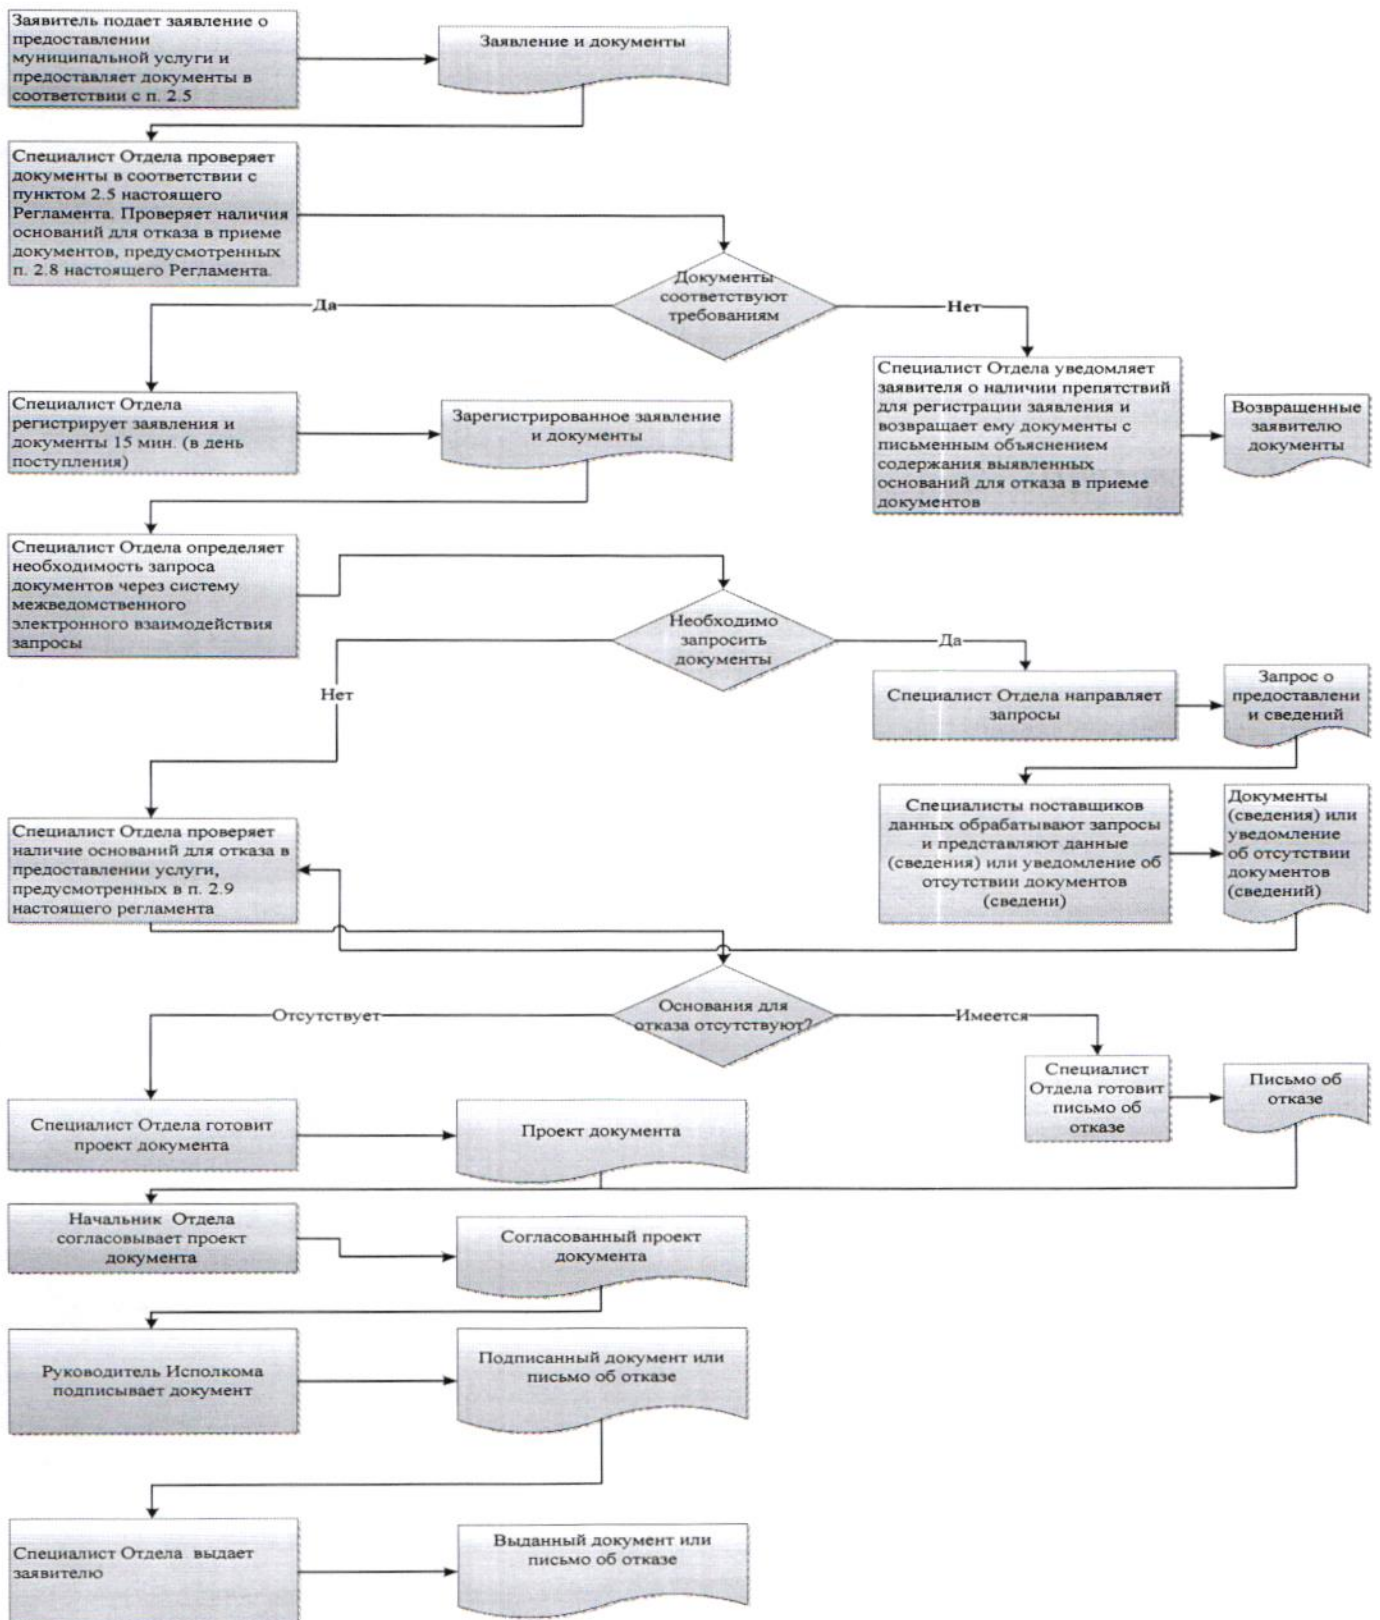 Заявитель подает заявление о
предоставлении
муниципальной услуги и
предоставляет документы в
соответствии с п. 2.5
Заявление и документы
Специалист Отдела проверяет
документы в соответствии с
пунктом 2.5 настоящего
Регламента. Проверяет наличия
оснований для отказа в приеме
документов, предусмотренных
п. 2.8 настоящего Регламента.
Документы
соответствуют
требованиям
Да
Нет
Специалист Отдела
регистрирует заявления и
документы 15 мин. (в день
поступления)
Зарегистрированное заявление
и документы
Специалист Отдела уведомляет
заявителя о наличии препятствий
для регистрации заявления и
возвращает ему документы с
письменным объяснением
содержания выявленных
оснований для отказа в приеме
документов
Возвращенные
заявителю
документы
Специалист Отдела определяет
необходимость запроса
документов через систему
межведомственного
электронного взаимодействия
запросы
Необходимо
запросить
документы
Да
Нет
Специалист Отдела направляет
запросы
Запрос о
предоставлени
и сведений
Специалисты поставщиков
данных обрабатывают запросы
и представляют данные
(сведения) или уведомление об
отсутствии документов
(сведени)
Документы
(сведения) или
уведомление
об отсутствии
документов
(сведений)
Специалист Отдела проверяет
наличие оснований для отказа в
предоставлении услуги,
предусмотренных в п. 2.9
настоящего регламента
Основания для
отказа отсутствуют?
Отсутствует
Имеется
Специалист
Отдела готовит
письмо об
отказе
Письмо об
отказе
Специалист Отдела готовит
проект документа
Проект документа
Начальник Отдела
согласовывает проект
документа
Согласованный проект
документа
Руководитель Исполкома
подписывает документ
Подписанный документ или
письмо об отказе
Специалист Отдела выдает
заявителю
Выданный документ или
письмо об отказе